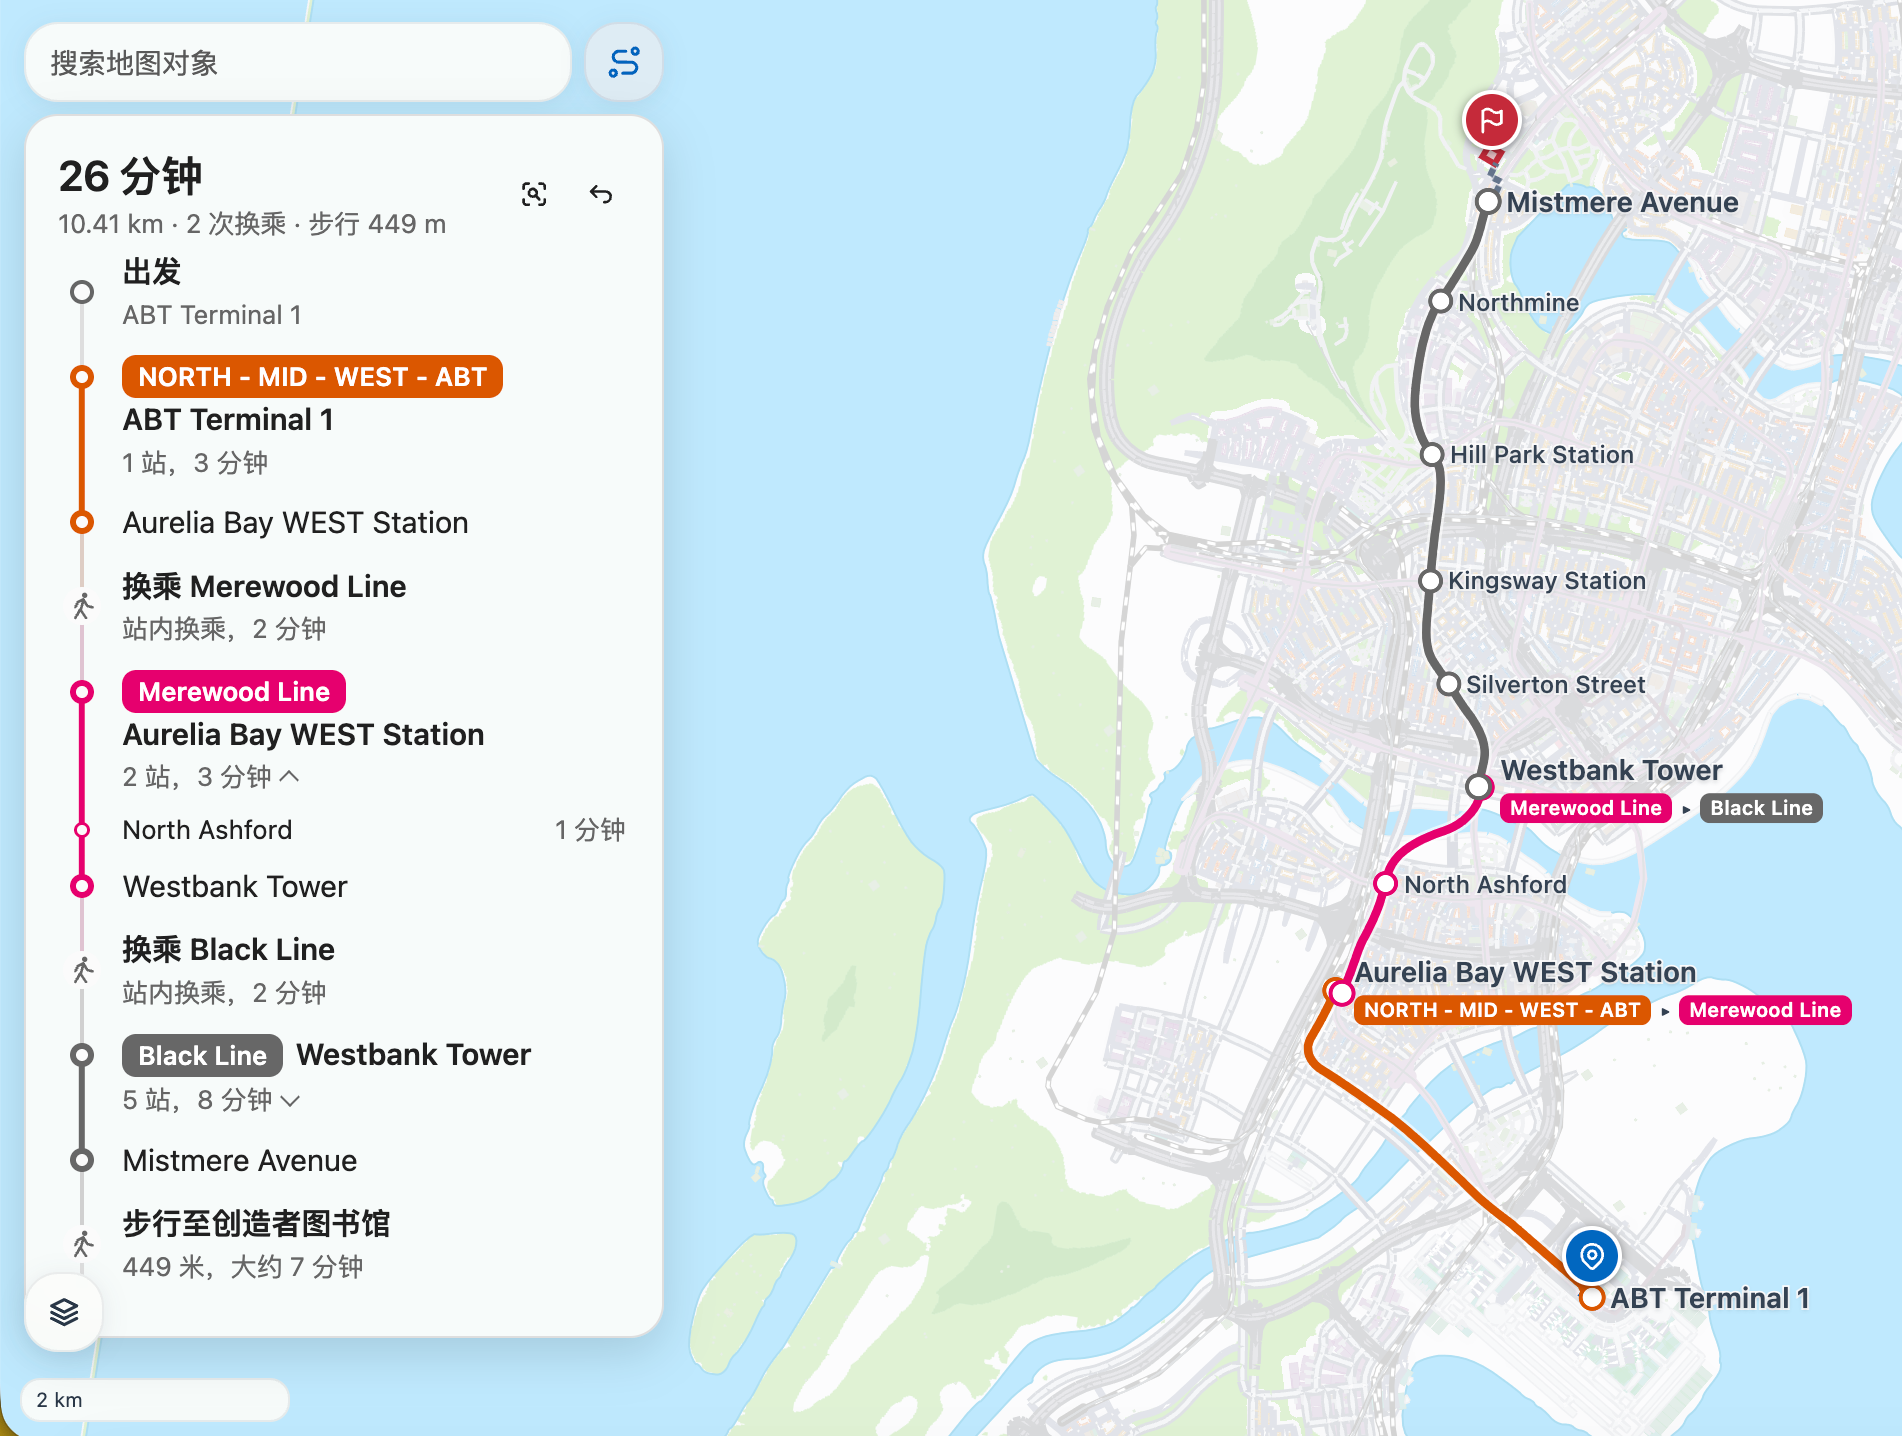 搜索地图对象
26 分钟
10.41 km · 2 次换乘 · 步行 449 m
出发
ABT Terminal 1
NORTH - MID - WEST - ABT
ABT Terminal 1
1 站，3 分钟
Aurelia Bay WEST Station
换乘 Merewood Line
站内换乘，2 分钟
Merewood Line
Aurelia Bay WEST Station
2 站，3 分钟
North Ashford 1 分钟
Westbank Tower
换乘 Black Line
站内换乘，2 分钟
Black Line Westbank Tower
5 站，8 分钟
Mistmere Avenue
步行至创造者图书馆
449 米，大约 7 分钟
2 km
Mistmere Avenue
Northmine
Hill Park Station
Kingsway Station
Silverton Street
Westbank Tower
Merewood Line ▸ Black Line
North Ashford
Aurelia Bay WEST Station
NORTH - MID - WEST - ABT ▸ Merewood Line
ABT Terminal 1